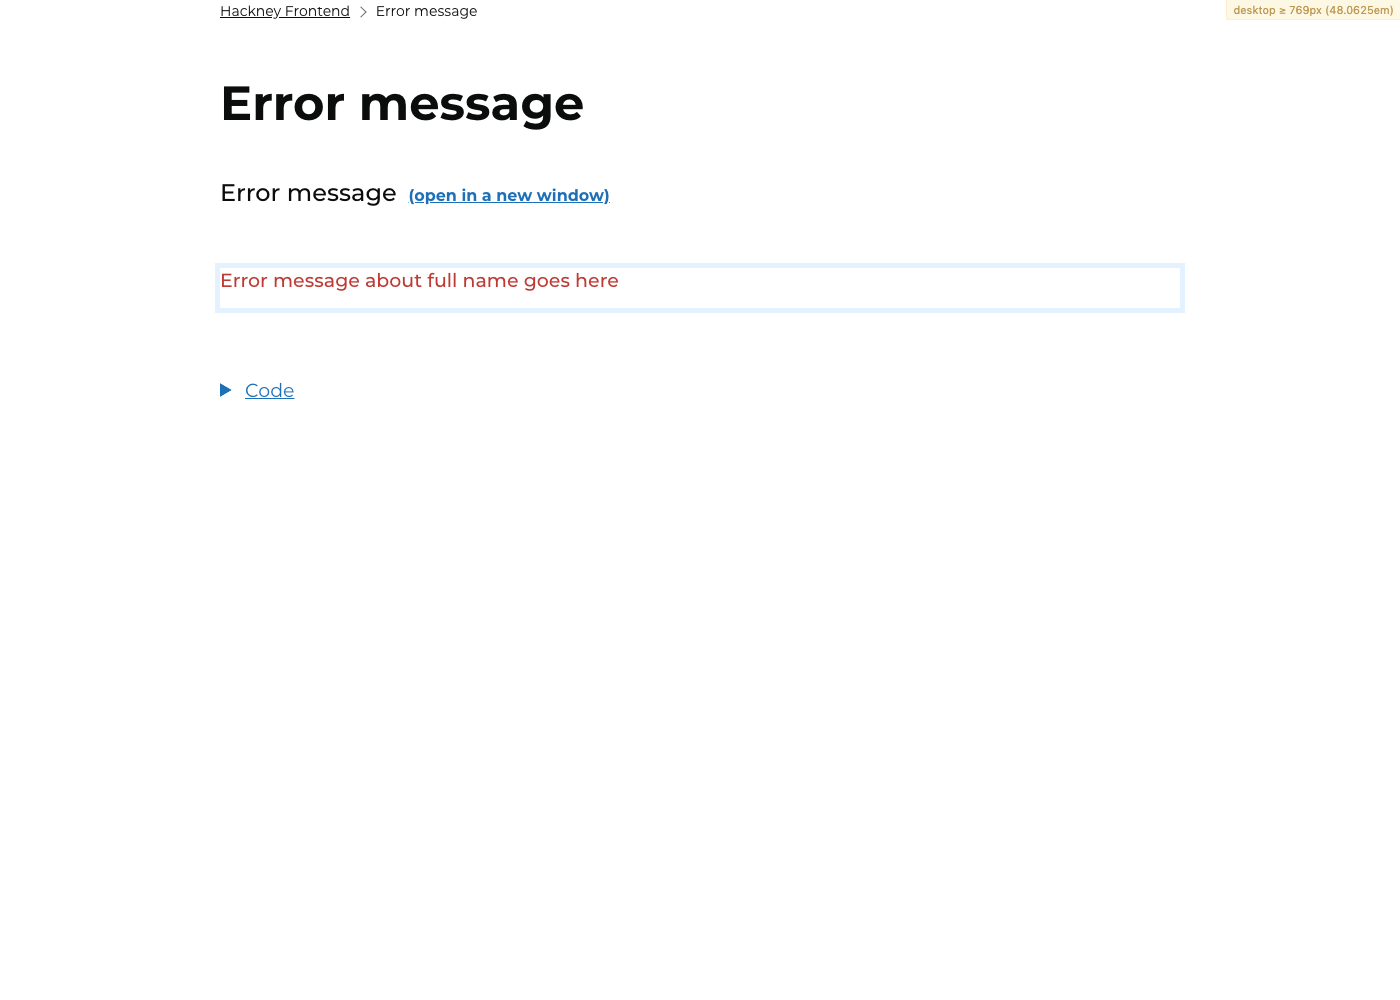 Hackney Frontend Error message
desktop ≥ 769px (48.0625em)
Error message
Error message (open in a new window)
Error message about full name goes here
Code